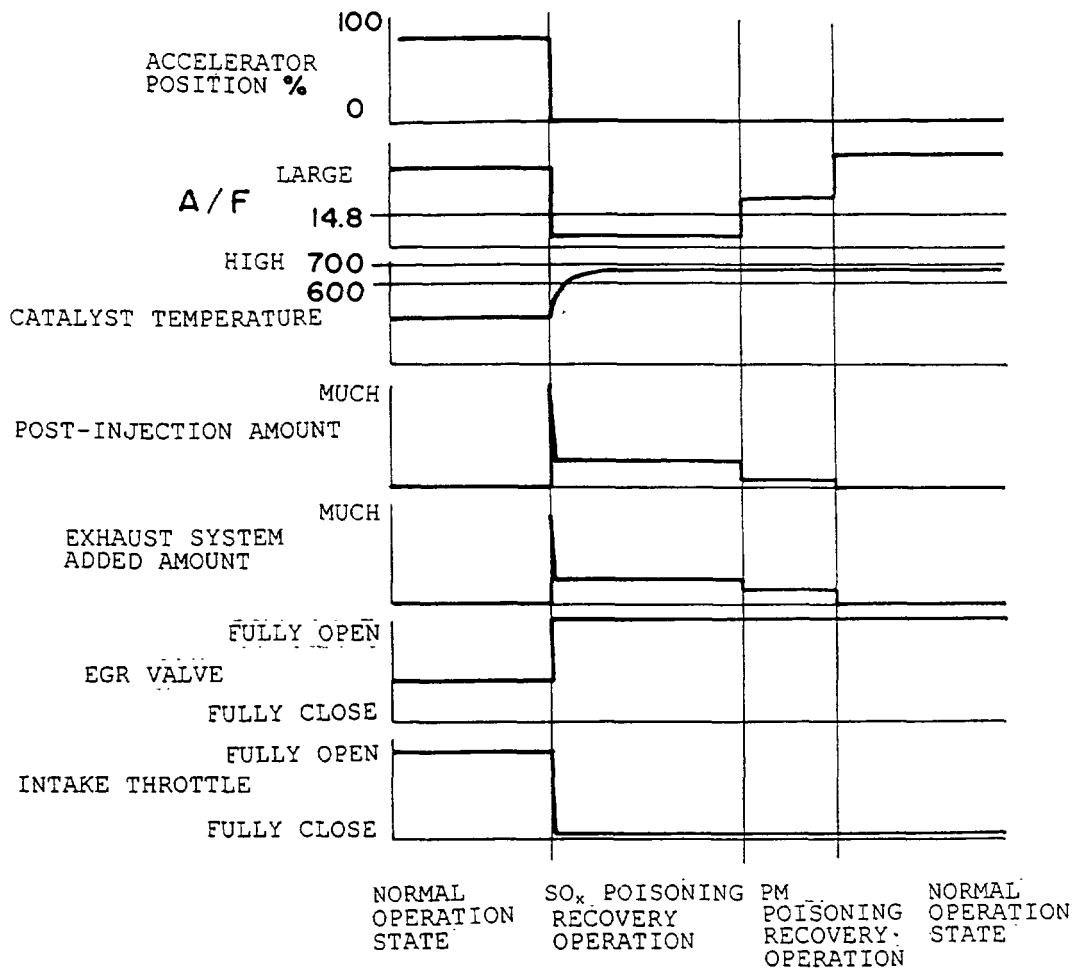 100
ACCELERATOR
POSITION %
0
LARGE
A/F
14.8
HIGH 700
600
CATALYST TEMPERATURE
MUCH
POST-INJECTION AMOUNT
MUCH
EXHAUST SYSTEM
ADDED AMOUNT
FULLY OPEN
EGR VALVE
FULLY CLOSE
FULLY OPEN
INTAKE THROTTLE
FULLY CLOSE
NORMAL
OPERATION
STATE
SOx POISONING
RECOVERY
OPERATION
PM
POISONING
RECOVERY
OPERATION
NORMAL
OPERATION
STATE